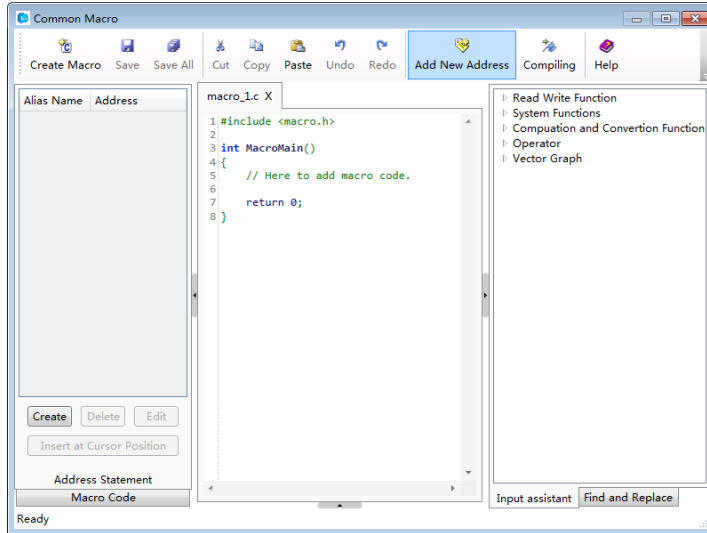 Common Macro
Create Macro Save Save All Cut Copy Paste Undo Redo Add New Address Compiling Help
Alias Name Address
macro_1.c X
1 #include <macro.h>
2
3 int MacroMain()
4 {
5 // Here to add macro code.
6
7 return 0;
8 }
Read Write Function
System Functions
Compuation and Convertion Function
Operator
Vector Graph
Create Delete Edit
Insert at Cursor Position
Address Statement
Macro Code
Input assistant Find and Replace
Ready